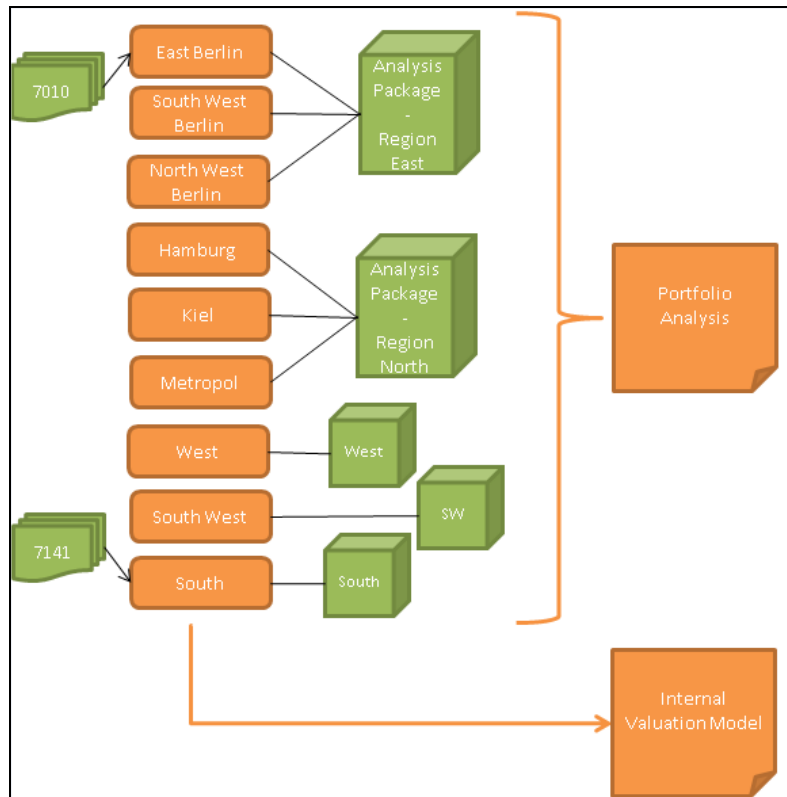 East Berlin
7010
South West
Berlin
North West
Berlin
Analysis
Package
-
Region
East
Hamburg
Kiel
Metropol
Analysis
Package
-
Region
North
Portfolio
Analysis
West
West
South West
SW
7141
South
South
Internal
Valuation Model